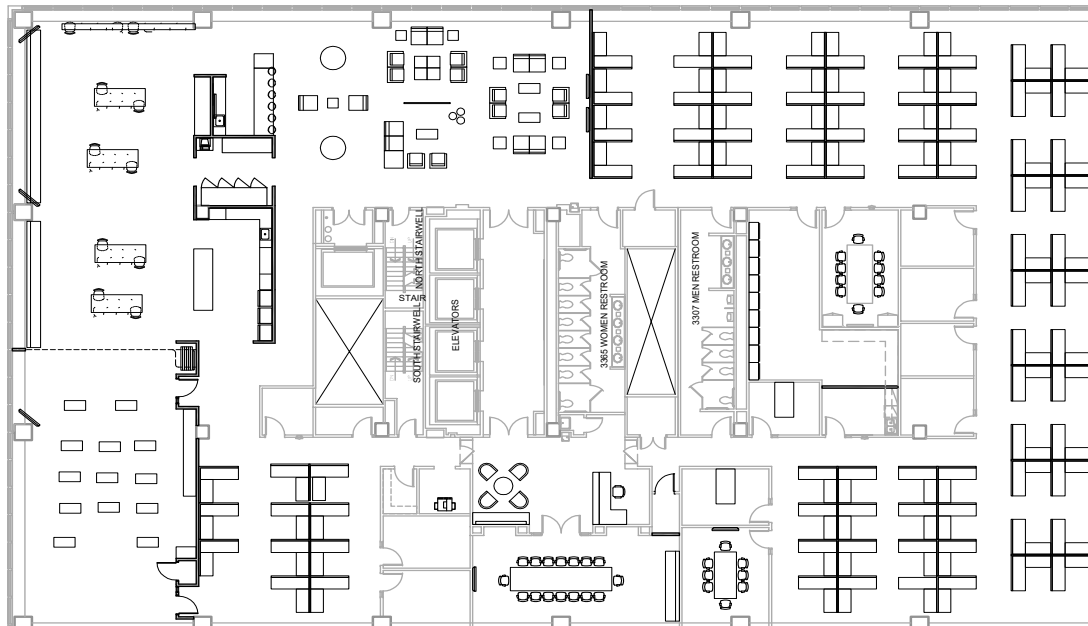 NORTH STAIRWELL
STAIR
SOUTH STAIRWELL
ELEVATORS
3365 WOMEN RESTROOM
3307 MEN RESTROOM